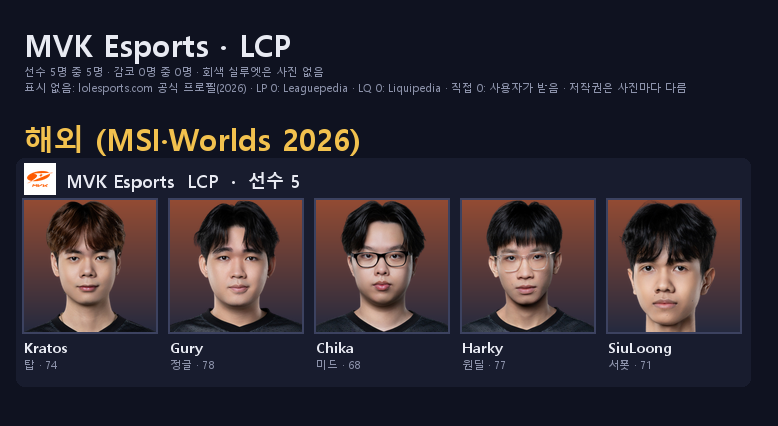 MVK Esports · LCP
선수 5명 중 5명 · 감코 0명 중 0명 · 회색 실루엣은 사진 없음
표시 없음: lolesports.com 공식 프로필(2026) · LP 0: Leaguepedia · LQ 0: Liquipedia · 직접 0: 사용자가 받음 · 저작권은 사진마다 다름
해외 (MSI·Worlds 2026)
MVK
MVK Esports LCP · 선수 5
Kratos
탑 · 74
Gury
정글 · 78
Chika
미드 · 68
Harky
원딜 · 77
SiuLoong
서폿 · 71